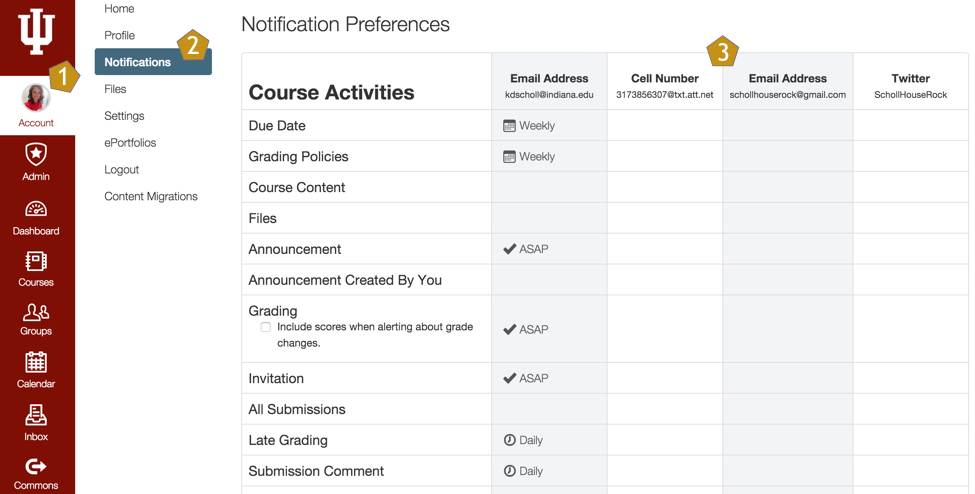 1
Account
Admin
Dashboard
Courses
Groups
Calendar
Inbox
Commons
Home
Profile
2
Notifications
Files
Settings
ePortfolios
Logout
Content Migrations
Notification Preferences
3
Course Activities
Email Address
kdscholl@indiana.edu
Cell Number
3173856307@txt.att.net
Email Address
schollhouserock@gmail.com
Twitter
SchollHouseRock
Due Date
Weekly
Grading Policies
Weekly
Course Content
Files
Announcement
ASAP
Announcement Created By You
Grading
Include scores when alerting about grade
changes.
ASAP
Invitation
ASAP
All Submissions
Late Grading
Daily
Submission Comment
Daily